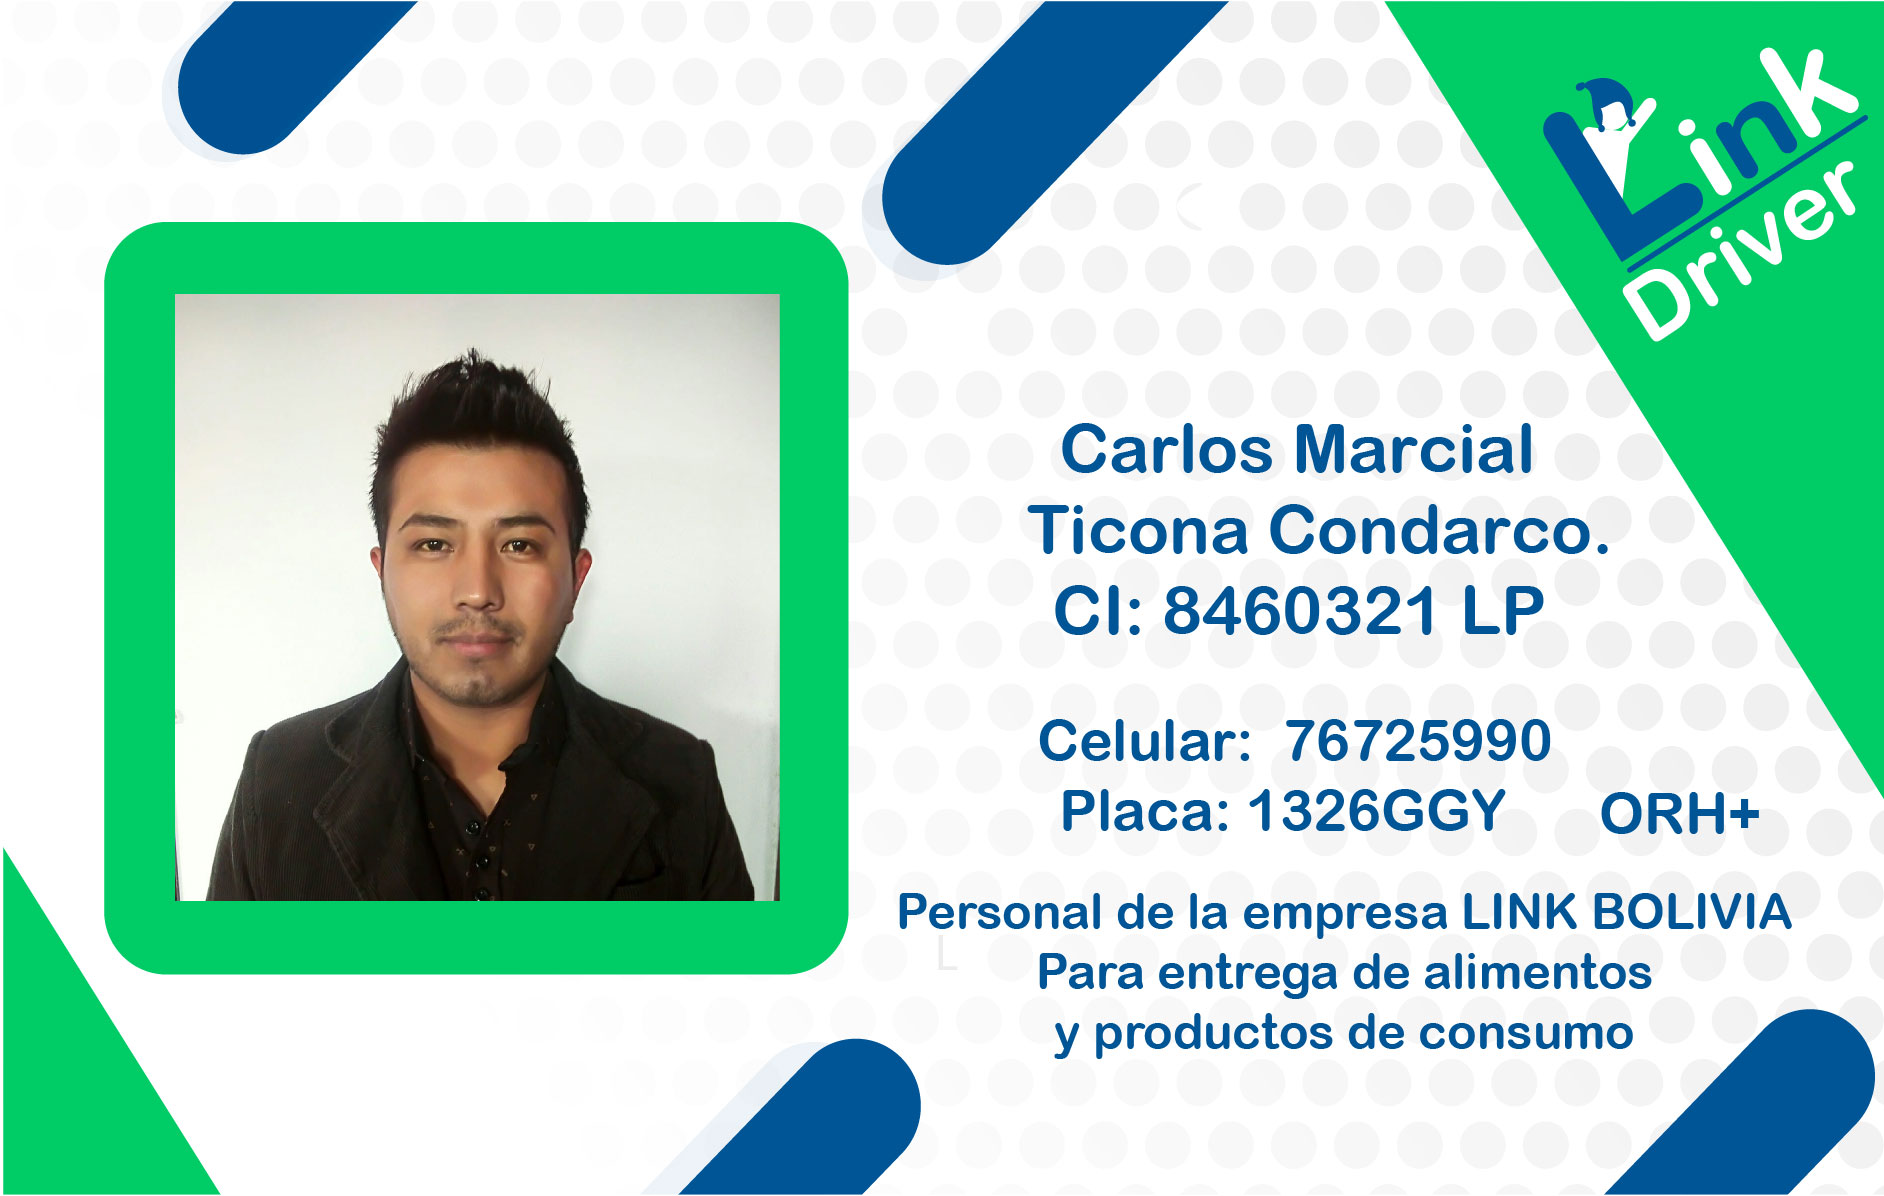 Link
Driver
Carlos Marcial
Ticona Condarco.
CI: 8460321 LP
Celular: 76725990
Placa: 1326GGY ORH+
Personal de la empresa LINK BOLIVIA
Para entrega de alimentos
y productos de consumo